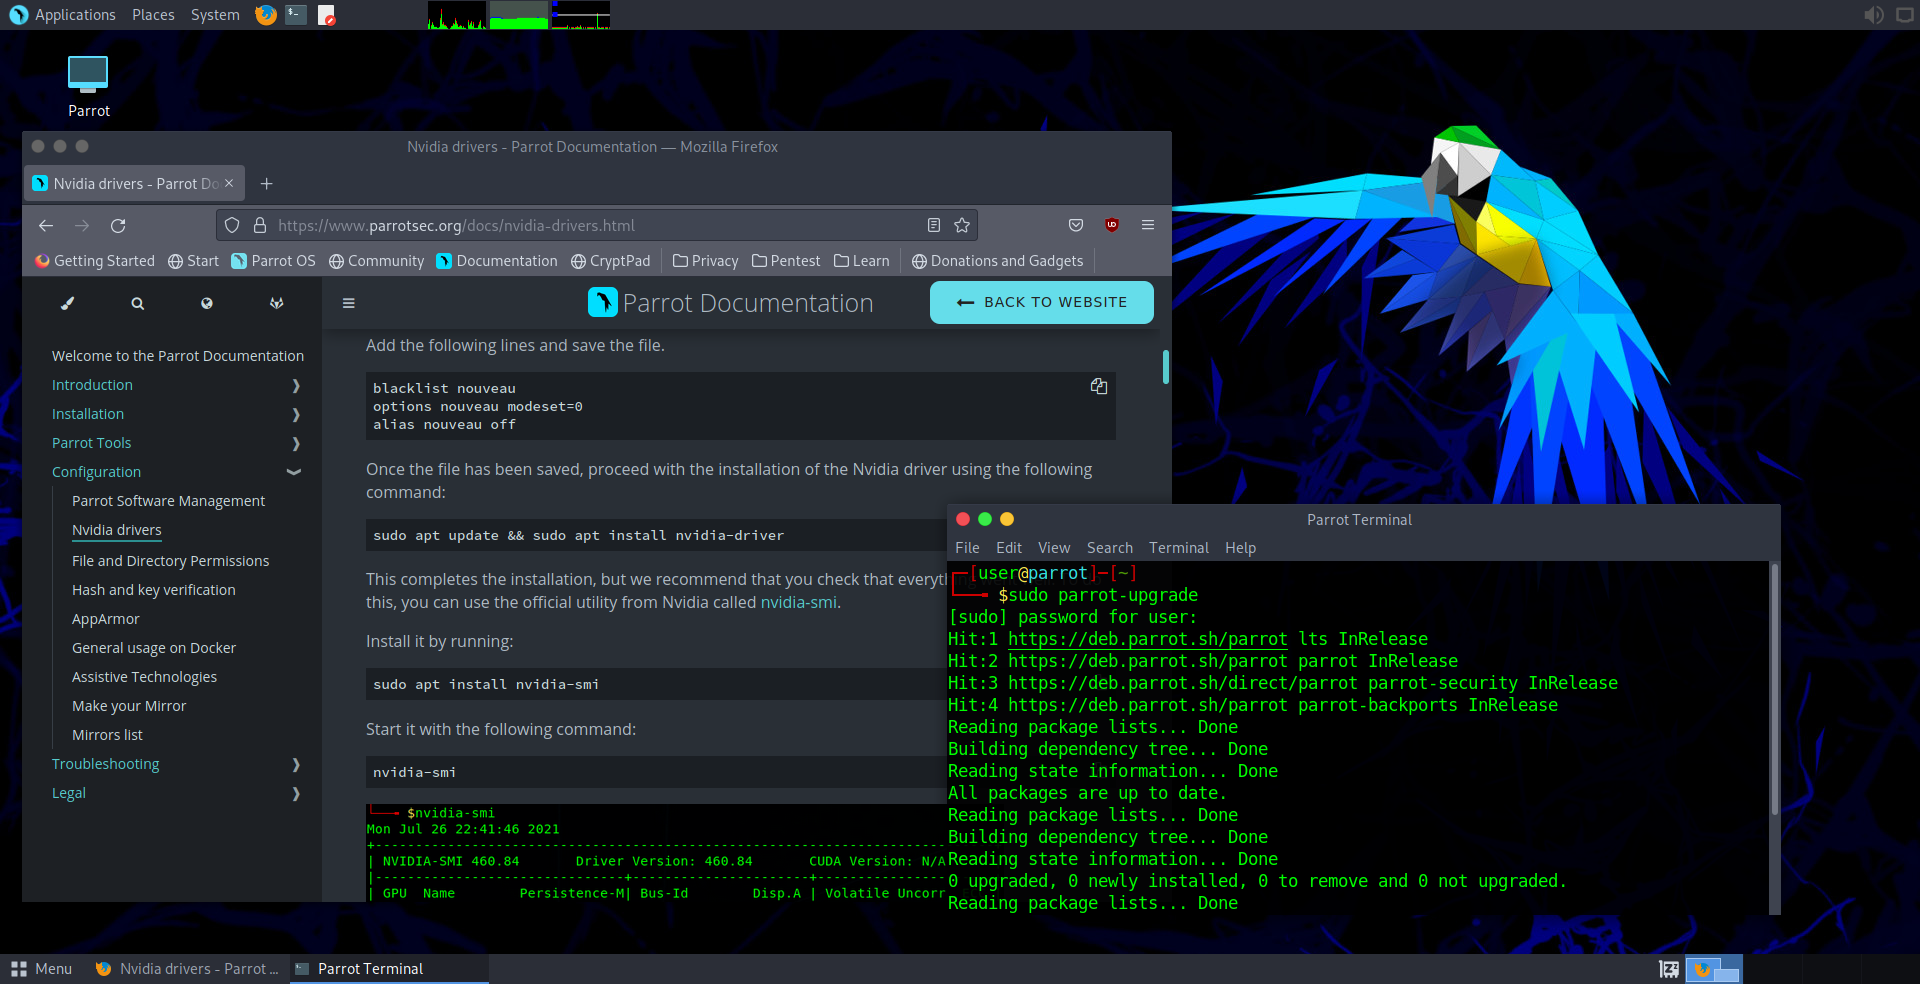 Applications Places System
Parrot
Nvidia drivers - Parrot Documentation — Mozilla Firefox
Nvidia drivers - Parrot Do
https://www.parrotsec.org/docs/nvidia-drivers.html
Getting Started Start Parrot OS Community Documentation CryptPad Privacy Pentest Learn Donations and Gadgets
Parrot Documentation
BACK TO WEBSITE
Welcome to the Parrot Documentation
Introduction
Installation
Parrot Tools
Configuration
Parrot Software Management
Nvidia drivers
File and Directory Permissions
Hash and key verification
AppArmor
General usage on Docker
Assistive Technologies
Make your Mirror
Mirrors list
Troubleshooting
Legal
Add the following lines and save the file.
blacklist nouveau
options nouveau modeset=0
alias nouveau off
Once the file has been saved, proceed with the installation of the Nvidia driver using the following
command:
sudo apt update && sudo apt install nvidia-driver
This completes the installation, but we recommend that you check that everyth
this, you can use the official utility from Nvidia called nvidia-smi.
Install it by running:
sudo apt install nvidia-smi
Start it with the following command:
nvidia-smi
$nvidia-smi
Mon Jul 26 22:41:46 2021
| NVIDIA-SMI 460.84 Driver Version: 460.84 CUDA Version: N/A
| GPU Name Persistence-M| Bus-Id Disp.A | Volatile Uncorr
Parrot Terminal
File Edit View Search Terminal Help
[user@parrot]-[~]
$sudo parrot-upgrade
[sudo] password for user:
Hit:1 https://deb.parrot.sh/parrot lts InRelease
Hit:2 https://deb.parrot.sh/parrot parrot InRelease
Hit:3 https://deb.parrot.sh/direct/parrot parrot-security InRelease
Hit:4 https://deb.parrot.sh/parrot parrot-backports InRelease
Reading package lists... Done
Building dependency tree... Done
Reading state information... Done
All packages are up to date.
Reading package lists... Done
Building dependency tree... Done
Reading state information... Done
0 upgraded, 0 newly installed, 0 to remove and 0 not upgraded.
Reading package lists... Done
Menu Nvidia drivers - Parrot ... Parrot Terminal